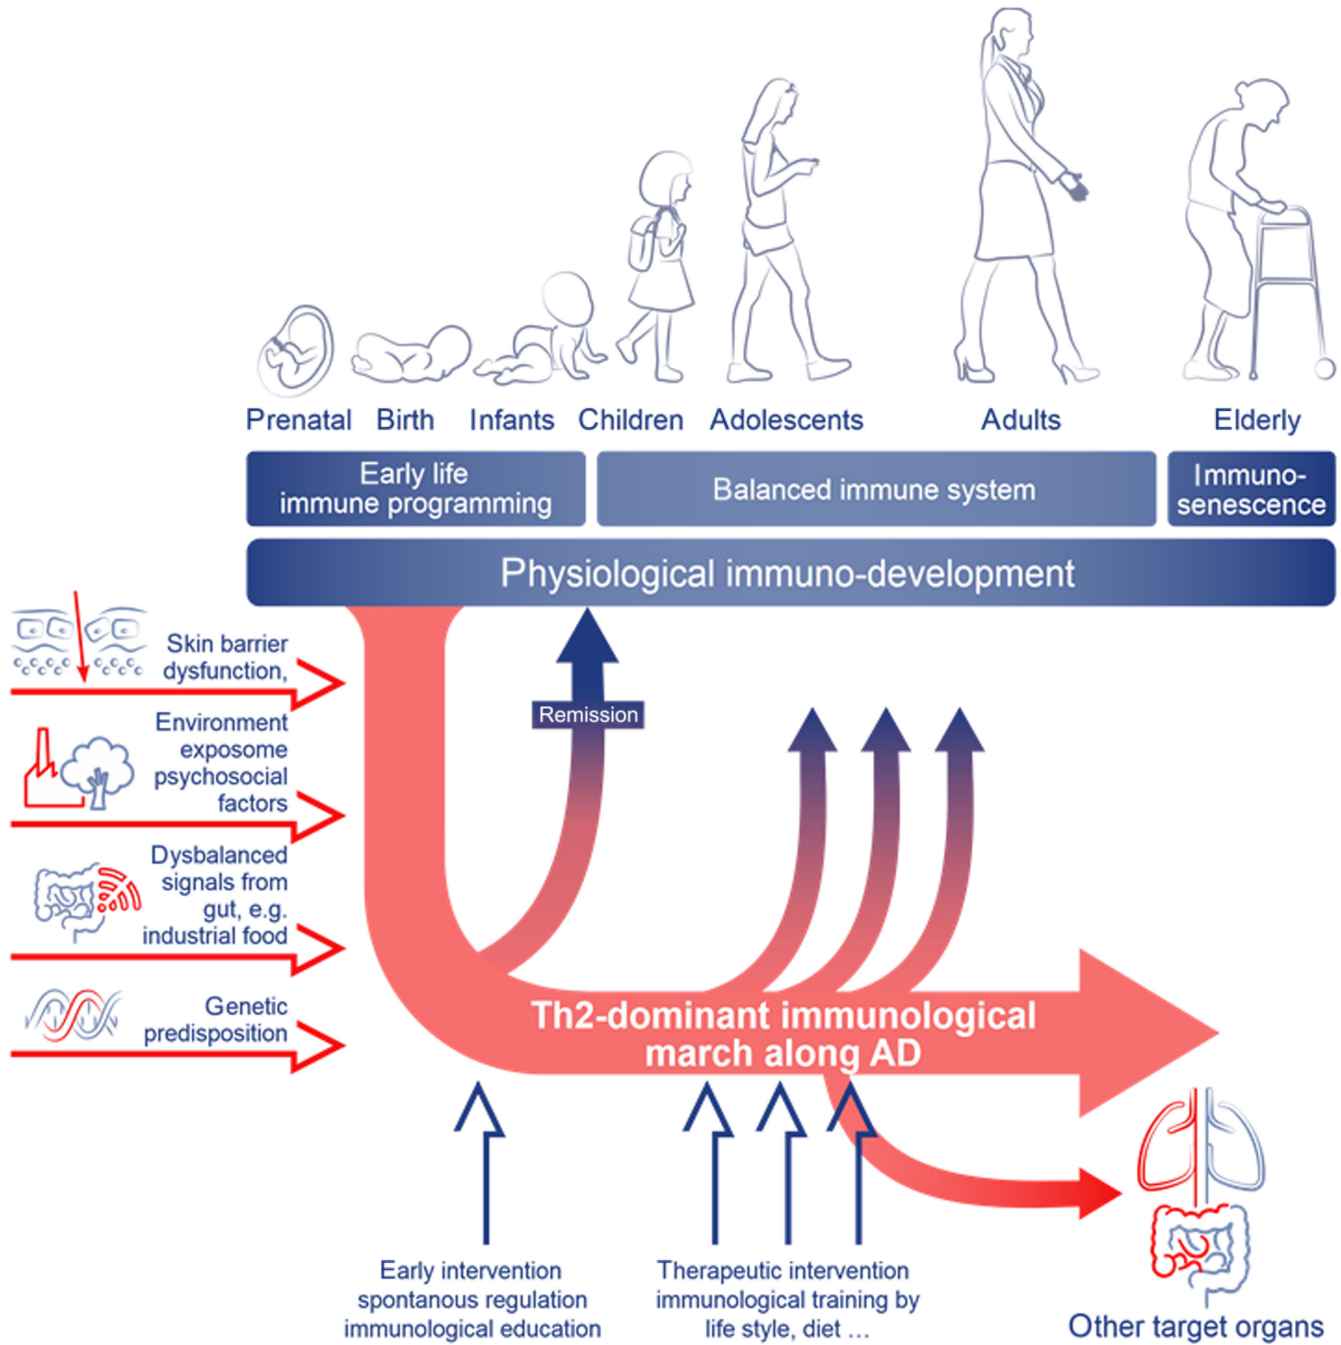 Prenatal
Birth
Infants
Children
Adolescents
Adults
Elderly
Early life
immune programming
Balanced immune system
Immuno-
senescence
Physiological immuno-development
Skin barrier
dysfunction,
Environment
exposome
psychosocial
factors
Dysbalanced
signals from
gut, e.g.
industrial food
Genetic
predisposition
Remission
Th2-dominant immunological
march along AD
Early intervention
spontanous regulation
immunological education
Therapeutic intervention
immunological training by
life style, diet ...
Other target organs